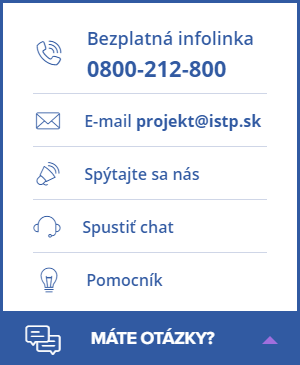 Bezplatná infolinka
0800-212-800
E-mail projekt@istp.sk
Spýtajte sa nás
Spustiť chat
Pomocník
MÁTE OTÁZKY?